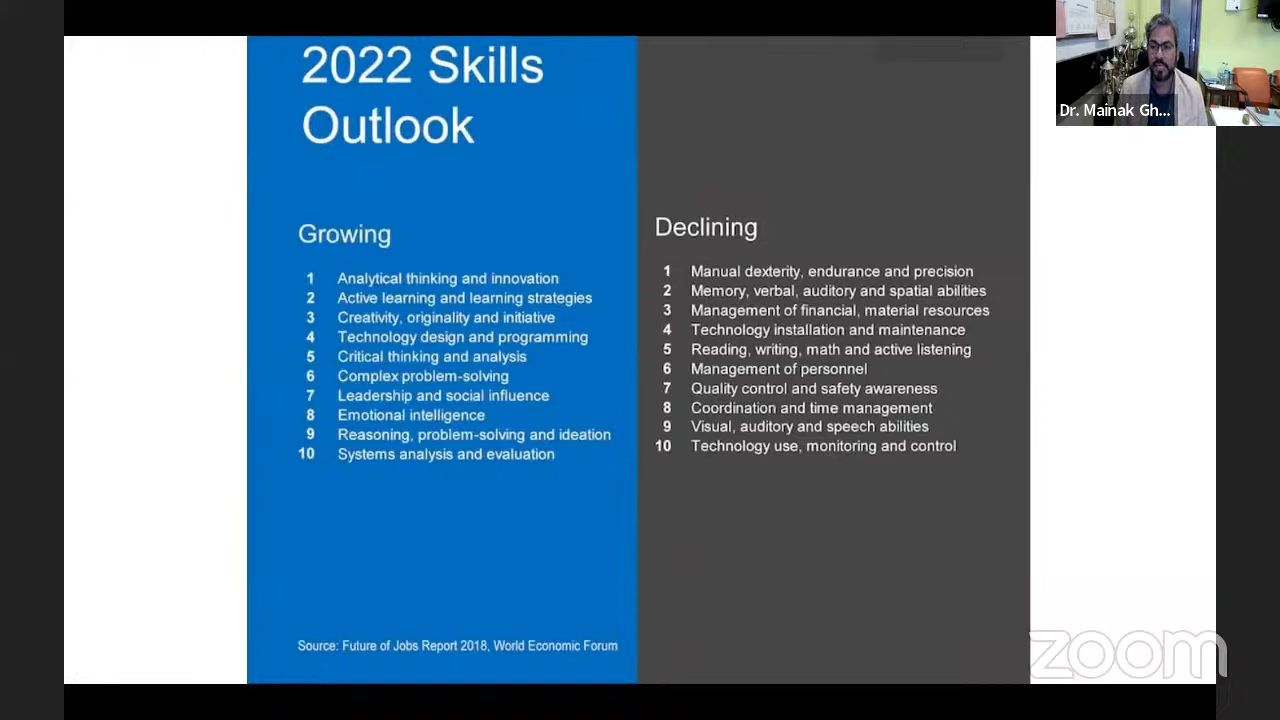 2022 Skills
Outlook
Growing
1 Analytical thinking and innovation
2 Active learning and learning strategies
3 Creativity, originality and initiative
4 Technology design and programming
5 Critical thinking and analysis
6 Complex problem-solving
7 Leadership and social influence
8 Emotional intelligence
9 Reasoning, problem-solving and ideation
10 Systems analysis and evaluation
Source: Future of Jobs Report 2018, World Economic Forum
Declining
1 Manual dexterity, endurance and precision
2 Memory, verbal, auditory and spatial abilities
3 Management of financial, material resources
4 Technology installation and maintenance
5 Reading, writing, math and active listening
6 Management of personnel
7 Quality control and safety awareness
8 Coordination and time management
9 Visual, auditory and speech abilities
10 Technology use, monitoring and control
Dr. Mainak Gh...
zoom